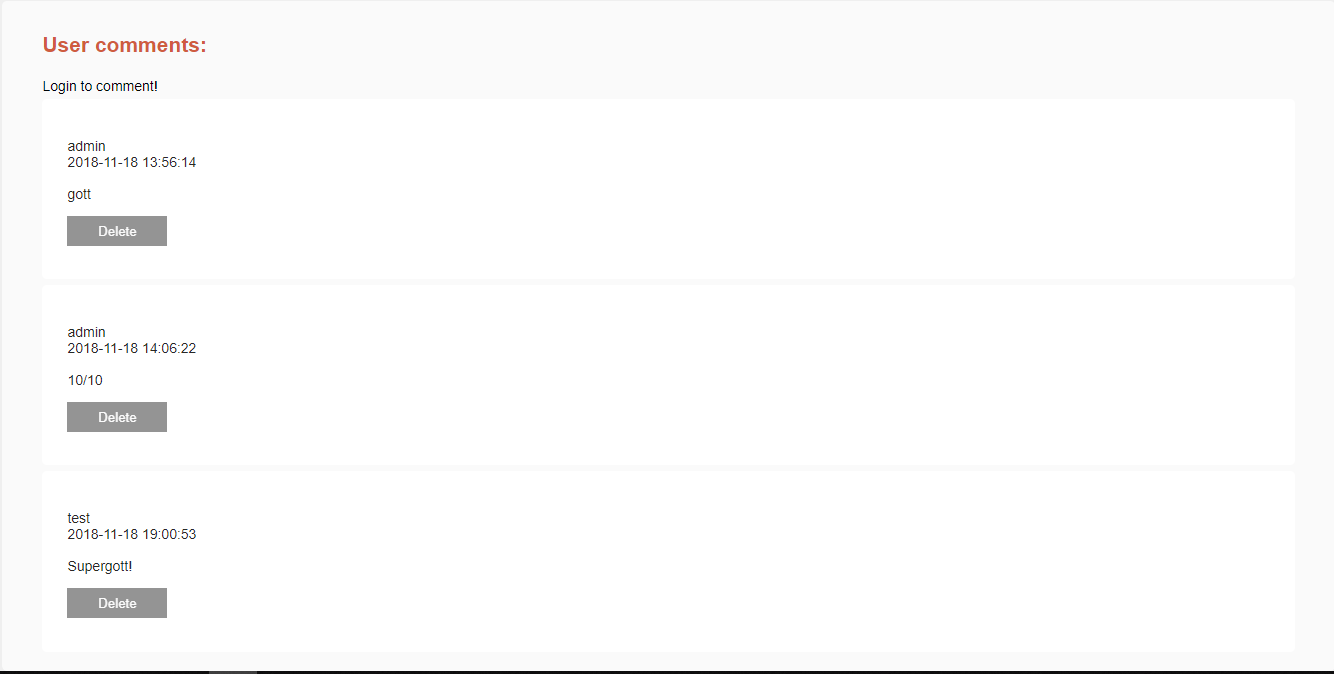 User comments:
Login to comment!
admin
2018-11-18 13:56:14
gott
Delete
admin
2018-11-18 14:06:22
10/10
Delete
test
2018-11-18 19:00:53
Supergott!
Delete